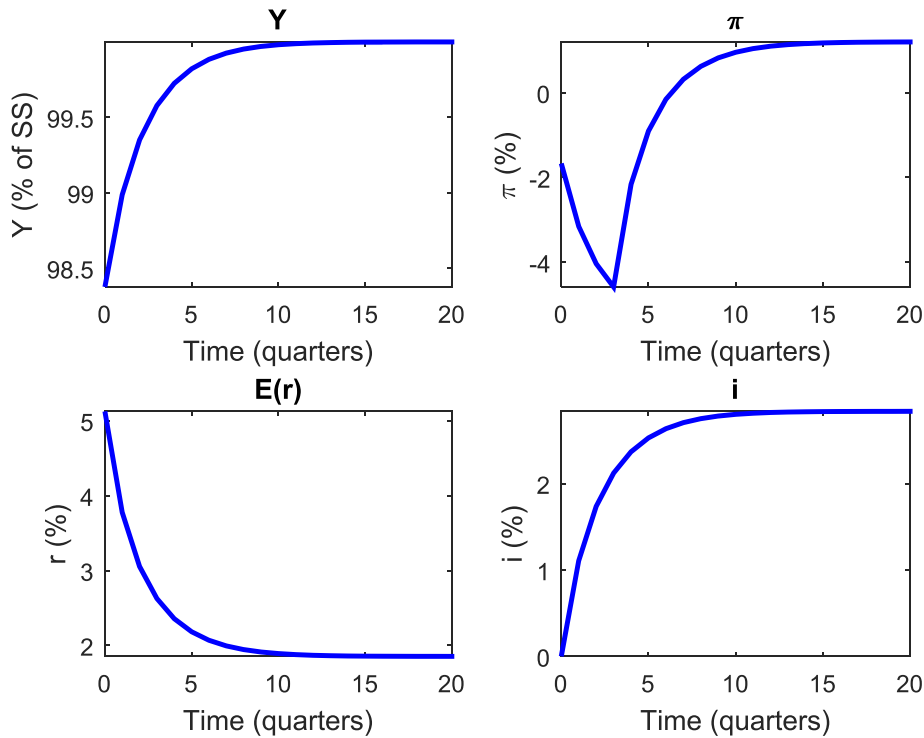 Y
Y (% of SS)
99.5
99
98.5
0 5 10 15 20
Time (quarters)
π
π (%)
0
-2
-4
0 5 10 15 20
Time (quarters)
E(r)
r (%)
5
4
3
2
0 5 10 15 20
Time (quarters)
i
i (%)
2
1
0
0 5 10 15 20
Time (quarters)